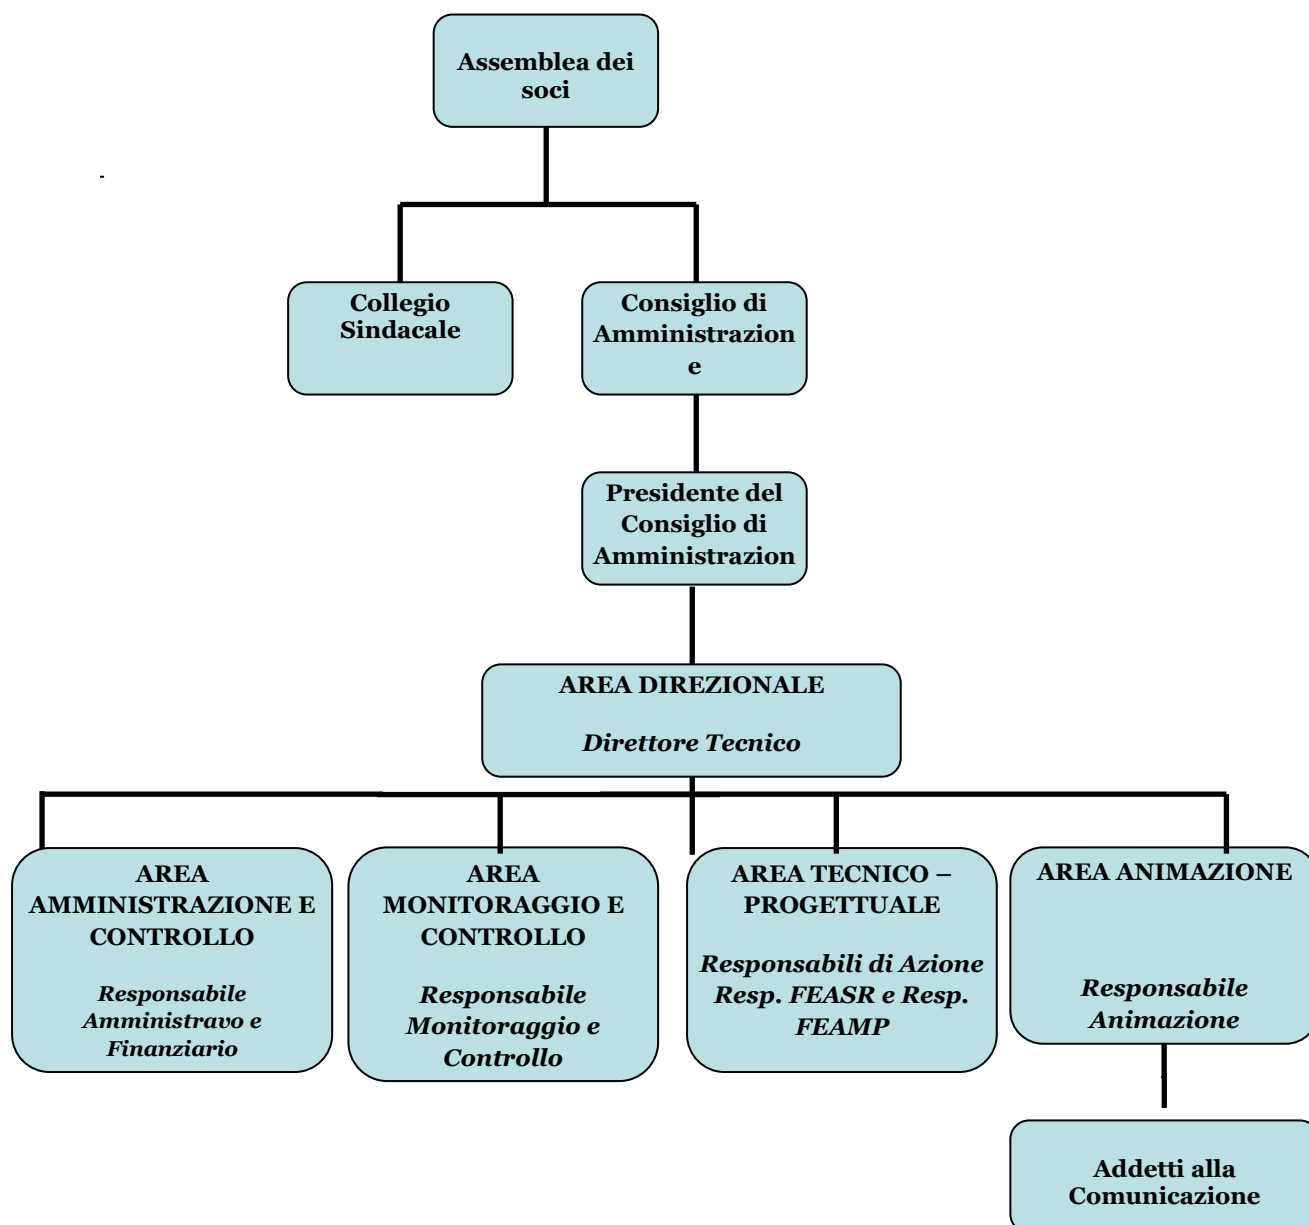 Assemblea dei
soci
-
Collegio
Sindacale
Consiglio di
Amministrazion
e
Presidente del
Consiglio di
Amministrazion
AREA DIREZIONALE
Direttore Tecnico
AREA
AMMINISTRAZIONE E
CONTROLLO
Responsabile
Amministravo e
Finanziario
AREA
MONITORAGGIO E
CONTROLLO
Responsabile
Monitoraggio e
Controllo
AREA TECNICO –
PROGETTUALE
Responsabili di Azione
Resp. FEASR e Resp.
FEAMP
AREA ANIMAZIONE
Responsabile
Animazione
Addetti alla
Comunicazione